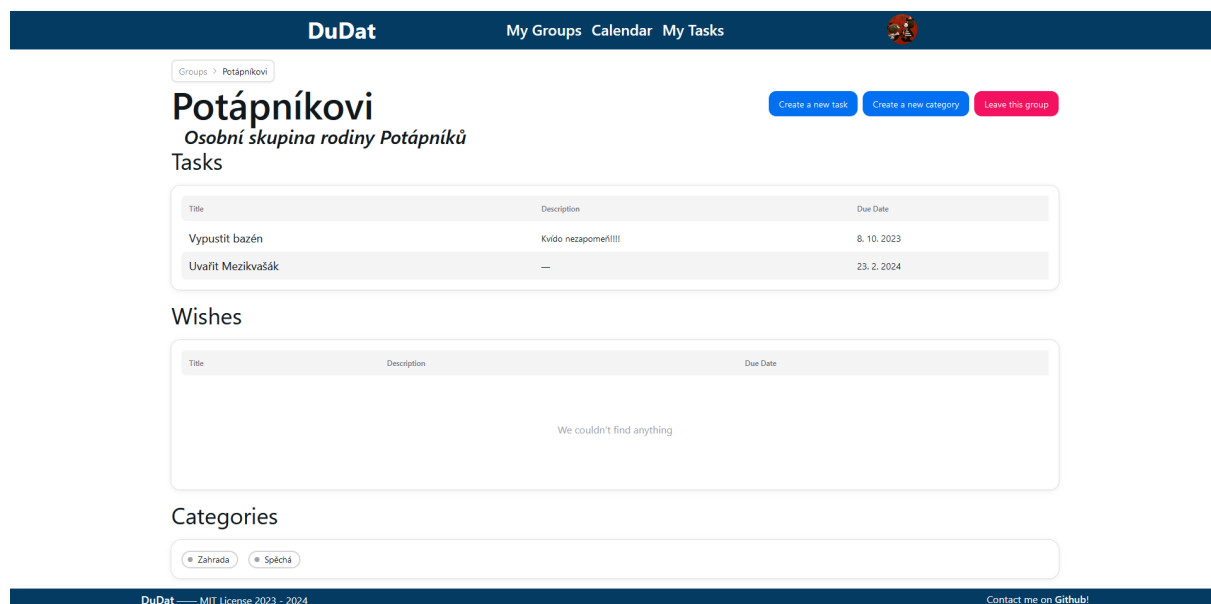 DuDat My Groups Calendar My Tasks
Groups > Potápníkovi
Potápníkovi
Create a new task Create a new category Leave this group
Osobní skupina rodiny Potápníků
Tasks
Title Description Due Date
Vypustit bazén Kvído nezapomeň!!!! 8. 10. 2023
Uvařit Mezikvašák — 23. 2. 2024
Wishes
Title Description Due Date
We couldn't find anything
Categories
Zahrada Spěchá
DuDat —— MIT License 2023 - 2024 Contact me on Github!